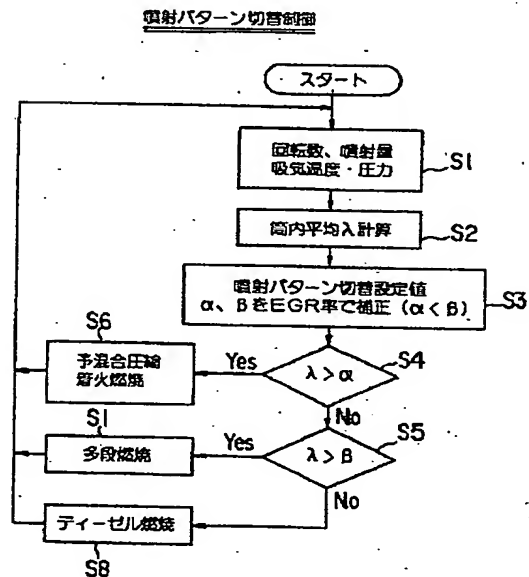 噴射パターン切替制御
スタート
回転数、噴射量
吸気温度・圧力
S1
筒内平均λ計算
S2
噴射パターン切替設定値
α、βをEGR率で補正（α<β）
S3
S6
予混合圧縮
着火燃焼
Yes
λ>α
S4
No
S1
多段燃焼
Yes
λ>β
S5
No
ディーゼル燃焼
S8